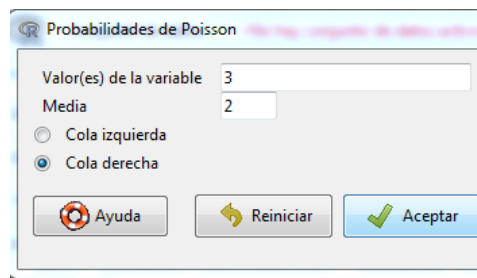 Probabilidades de Poisson
Valor(es) de la variable 3
Media 2
Cola izquierda
Cola derecha
Ayuda Reiniciar Aceptar